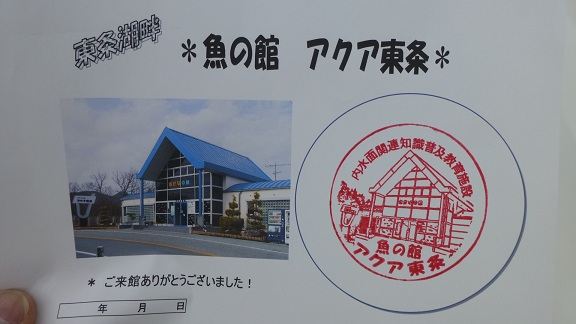 東条湖畔
＊魚の館　アクア東条＊
内水面関連知識普及教育施設
魚の館
アクア東条
＊ ご来館ありがとうございました！
年　月　日